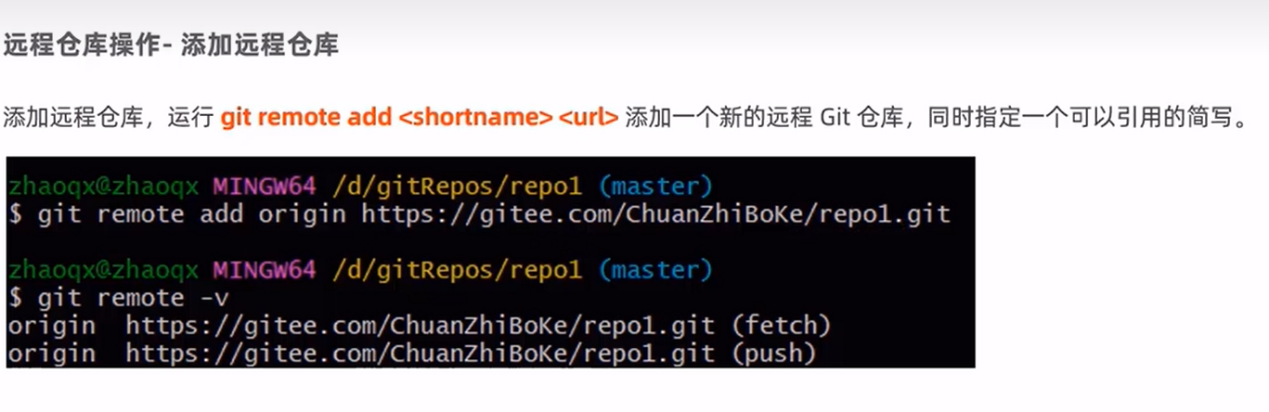 远程仓库操作- 添加远程仓库
添加远程仓库，运行 git remote add <shortname> <url> 添加一个新的远程 Git 仓库，同时指定一个可以引用的简写。
zhaoqx@zhaoqx MINGW64 /d/gitRepos/repo1 (master)
$ git remote add origin https://gitee.com/ChuanZhiBoKe/repo1.git
zhaoqx@zhaoqx MINGW64 /d/gitRepos/repo1 (master)
$ git remote -v
origin  https://gitee.com/ChuanZhiBoKe/repo1.git (fetch)
origin  https://gitee.com/ChuanZhiBoKe/repo1.git (push)